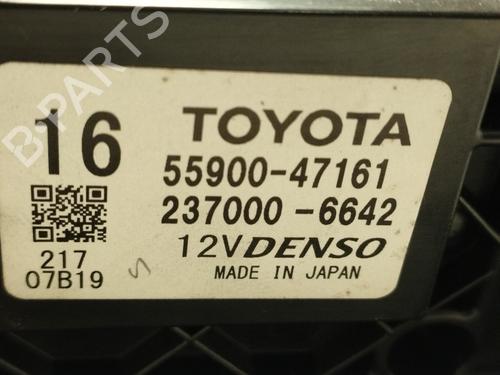 B-PARTS
16
TOYOTA
55900-47161
237000-6642
217
12V DENSO
07B19
MADE IN JAPAN